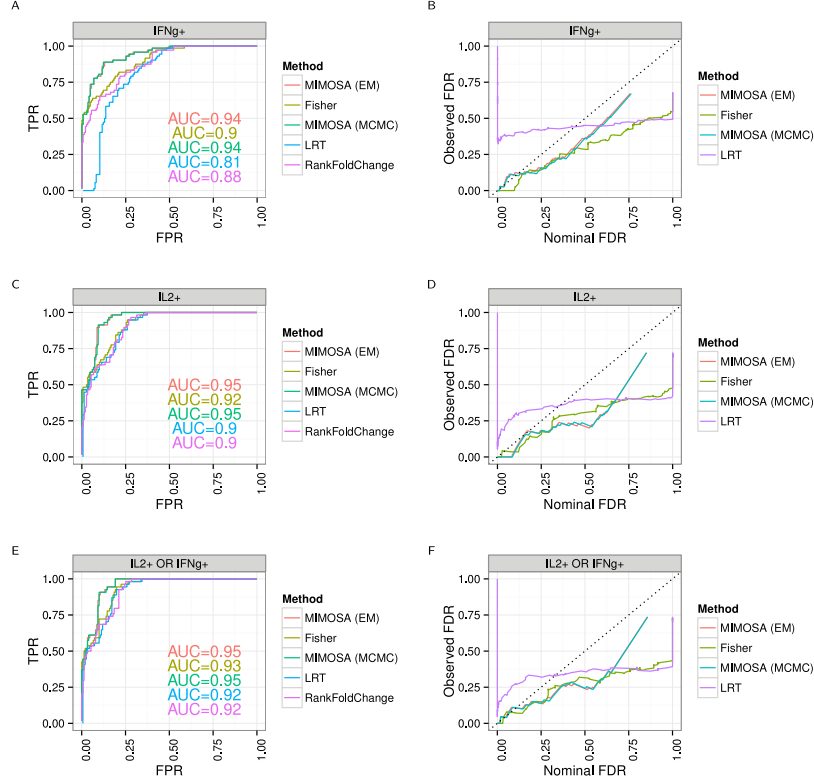 A
IFNg+
1.00
0.75
0.50
0.25
0.00
TPR
AUC=0.94
AUC=0.9
AUC=0.94
AUC=0.81
AUC=0.88
0.00
0.25
0.50
0.75
1.00
FPR
Method
MIMOSA (EM)
Fisher
MIMOSA (MCMC)
LRT
RankFoldChange
B
IFNg+
1.00
0.75
0.50
0.25
0.00
Observed FDR
0.00
0.25
0.50
0.75
1.00
Nominal FDR
Method
MIMOSA (EM)
Fisher
MIMOSA (MCMC)
LRT
C
IL2+
1.00
0.75
0.50
0.25
0.00
TPR
AUC=0.95
AUC=0.92
AUC=0.95
AUC=0.9
AUC=0.9
0.00
0.25
0.50
0.75
1.00
FPR
Method
MIMOSA (EM)
Fisher
MIMOSA (MCMC)
LRT
RankFoldChange
D
IL2+
1.00
0.75
0.50
0.25
0.00
Observed FDR
0.00
0.25
0.50
0.75
1.00
Nominal FDR
Method
MIMOSA (EM)
Fisher
MIMOSA (MCMC)
LRT
E
IL2+ OR IFNg+
1.00
0.75
0.50
0.25
0.00
TPR
AUC=0.95
AUC=0.93
AUC=0.95
AUC=0.92
AUC=0.92
0.00
0.25
0.50
0.75
1.00
FPR
Method
MIMOSA (EM)
Fisher
MIMOSA (MCMC)
LRT
RankFoldChange
F
IL2+ OR IFNg+
1.00
0.75
0.50
0.25
0.00
Observed FDR
0.00
0.25
0.50
0.75
1.00
Nominal FDR
Method
MIMOSA (EM)
Fisher
MIMOSA (MCMC)
LRT